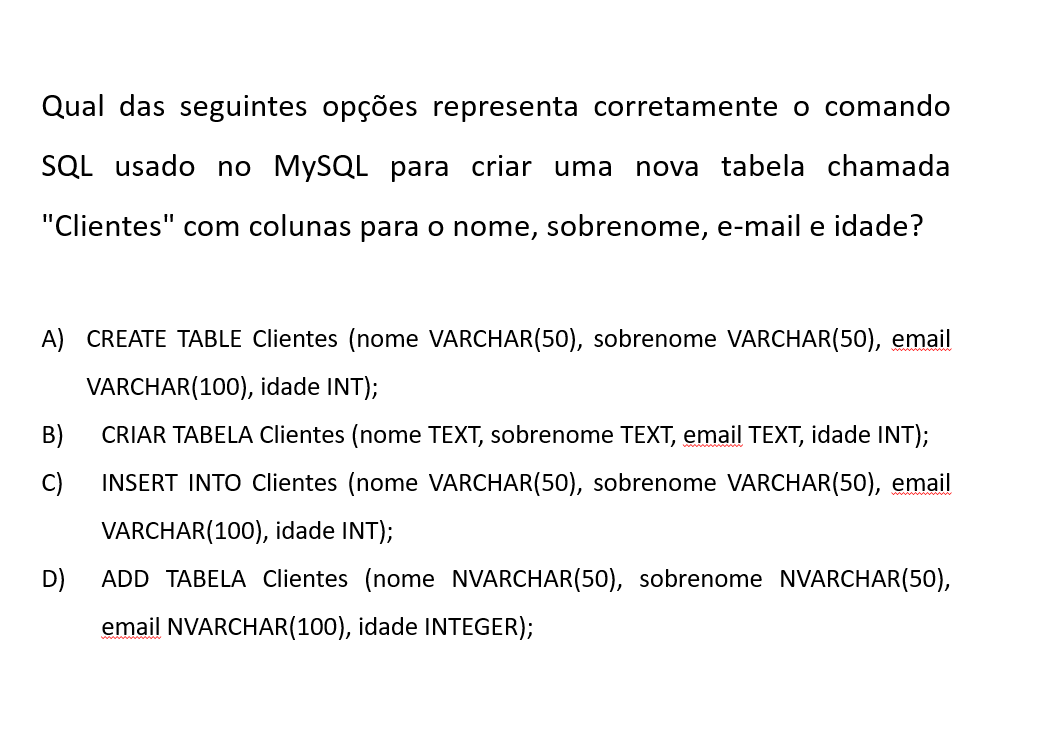 Qual das seguintes opções representa corretamente o comando
SQL usado no MySQL para criar uma nova tabela chamada
"Clientes" com colunas para o nome, sobrenome, e-mail e idade?
A) CREATE TABLE Clientes (nome VARCHAR(50), sobrenome VARCHAR(50), email
VARCHAR(100), idade INT);
B) CRIAR TABELA Clientes (nome TEXT, sobrenome TEXT, email TEXT, idade INT);
C) INSERT INTO Clientes (nome VARCHAR(50), sobrenome VARCHAR(50), email
VARCHAR(100), idade INT);
D) ADD TABELA Clientes (nome NVARCHAR(50), sobrenome NVARCHAR(50),
email NVARCHAR(100), idade INTEGER);